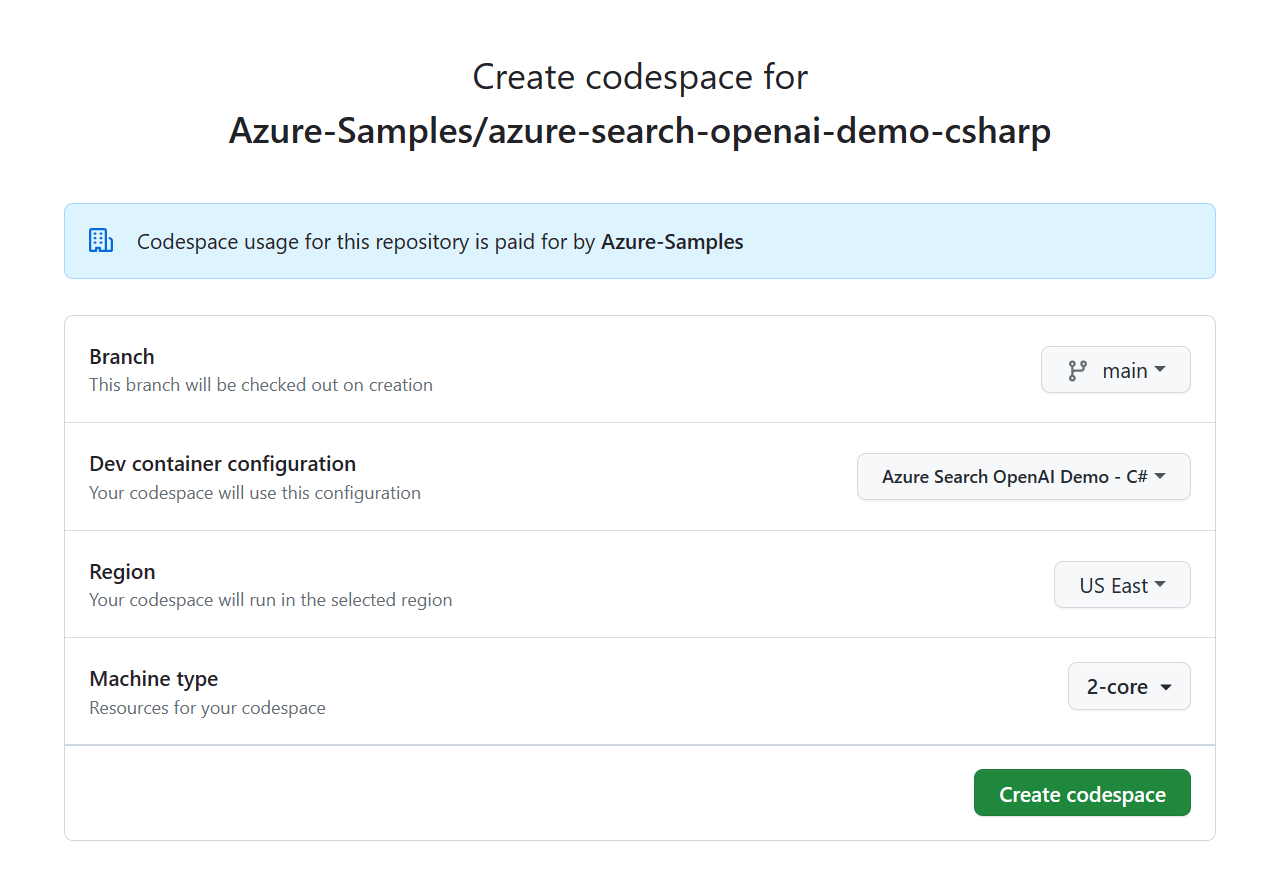 Create codespace for
Azure-Samples/azure-search-openai-demo-csharp
Codespace usage for this repository is paid for by Azure-Samples
Branch
This branch will be checked out on creation
main
Dev container configuration
Your codespace will use this configuration
Azure Search OpenAI Demo - C#
Region
Your codespace will run in the selected region
US East
Machine type
Resources for your codespace
2-core
Create codespace